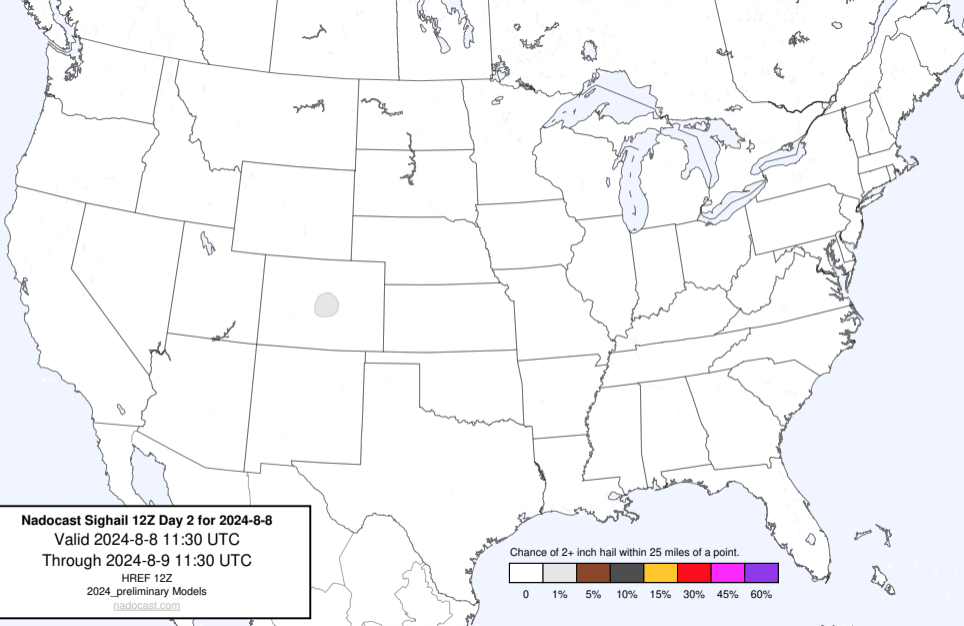 Nadocast Sighail 12Z Day 2 for 2024-8-8
Valid 2024-8-8 11:30 UTC
Through 2024-8-9 11:30 UTC
HREF 12Z
2024_preliminary Models
nadocast.com
Chance of 2+ inch hail within 25 miles of a point.
0 1% 5% 10% 15% 30% 45% 60%